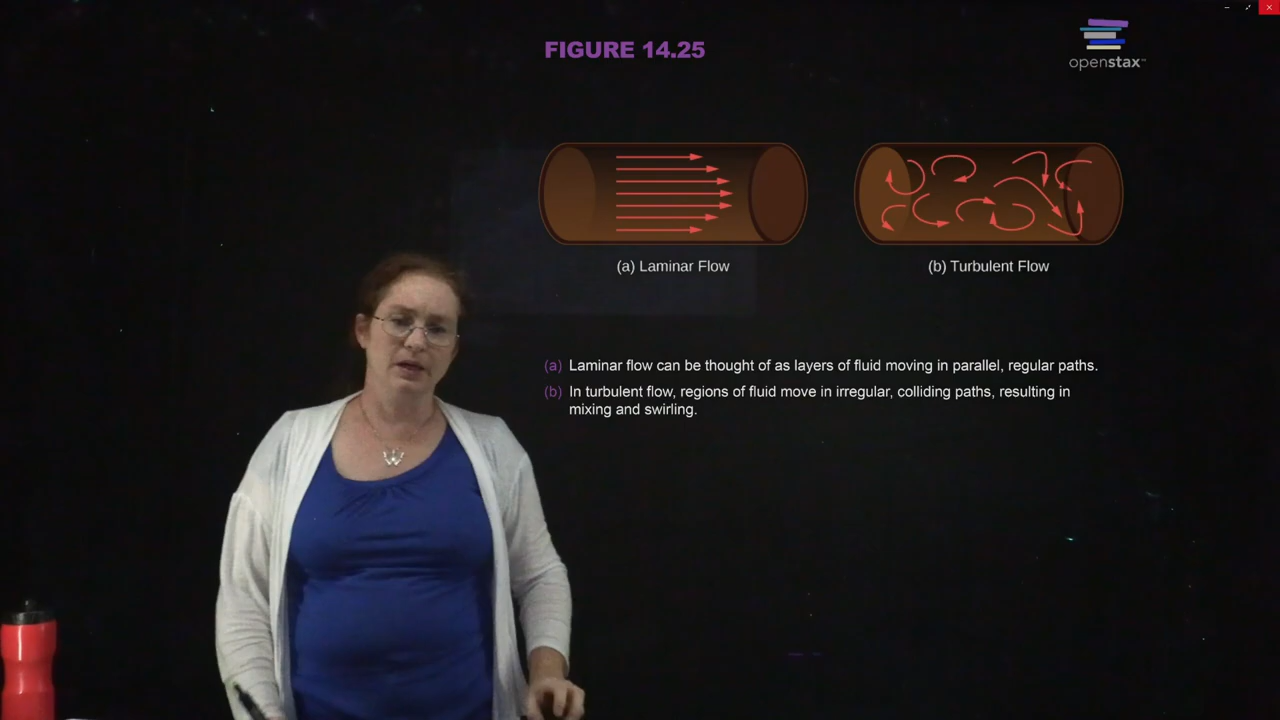 FIGURE 14.25
openstax™
(a) Laminar Flow
(b) Turbulent Flow
(a) Laminar flow can be thought of as layers of fluid moving in parallel, regular paths.
(b) In turbulent flow, regions of fluid move in irregular, colliding paths, resulting in
mixing and swirling.